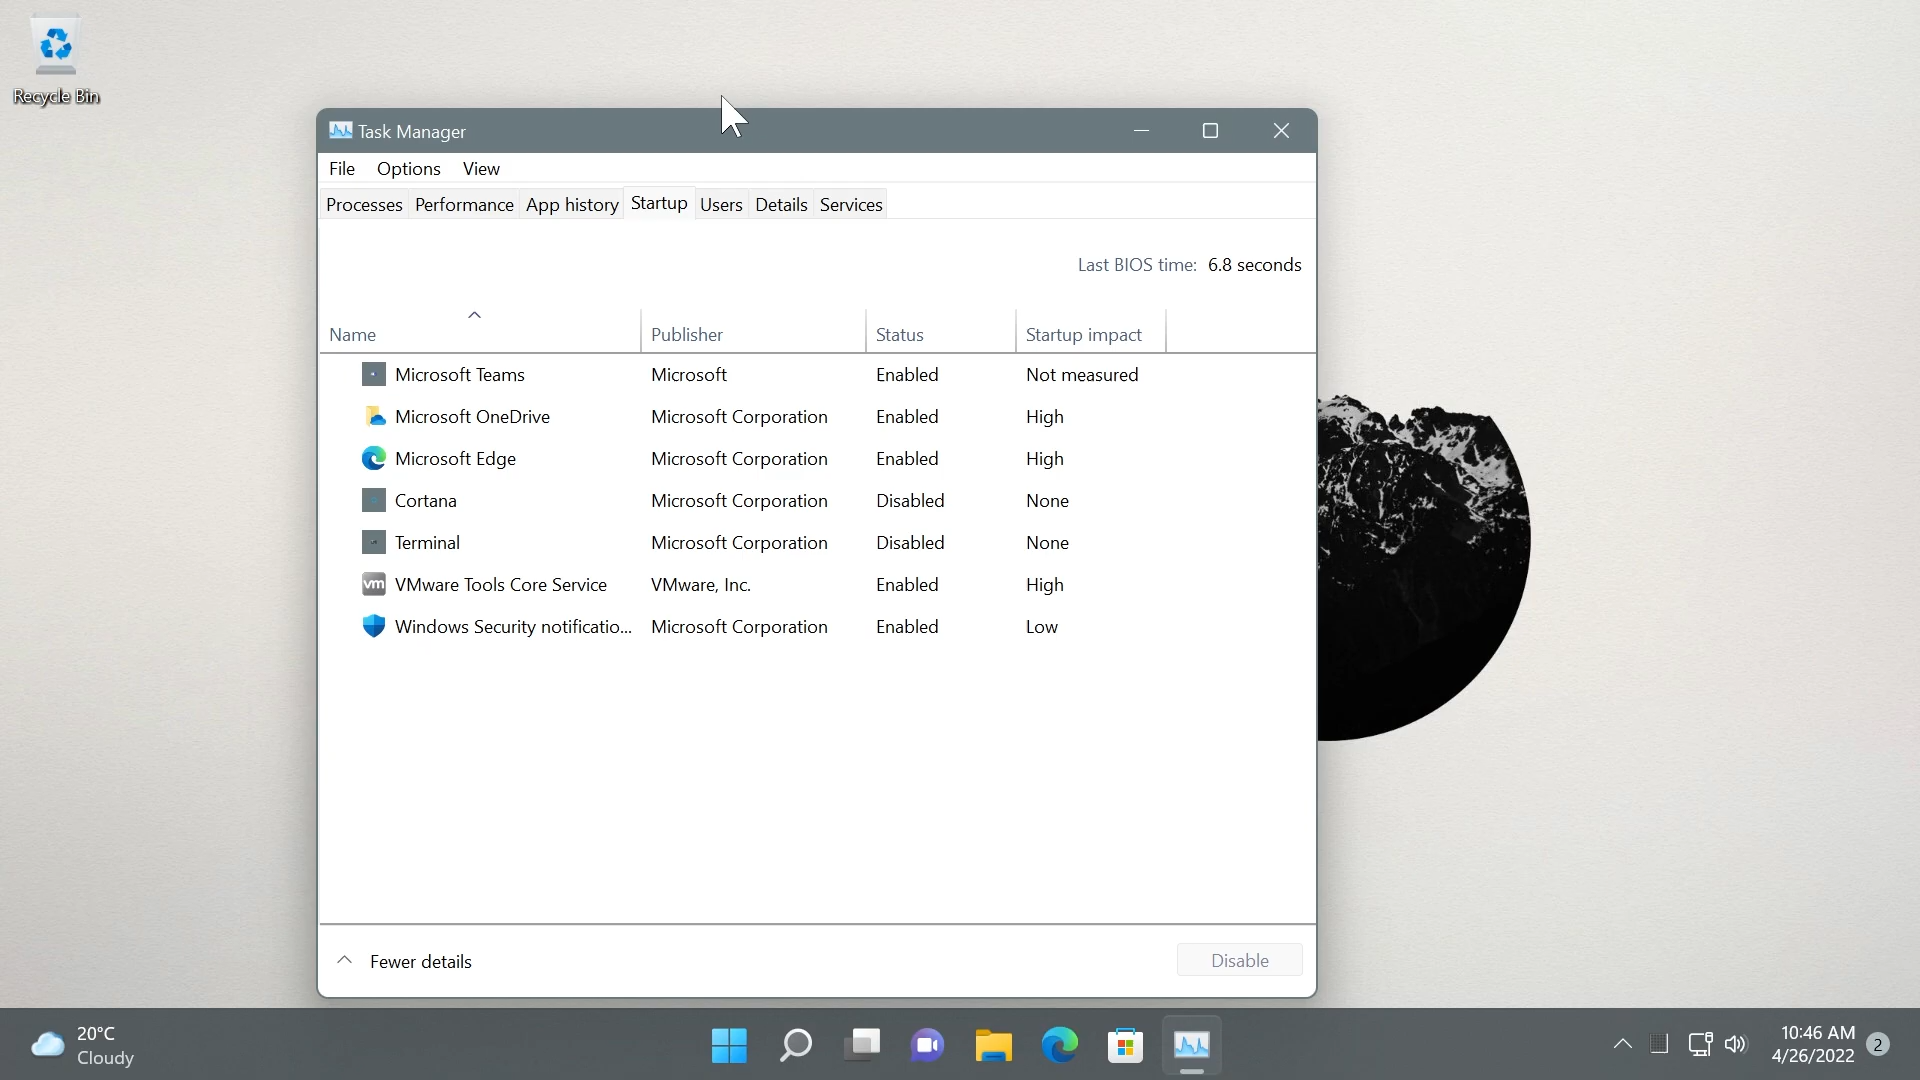 Recycle Bin
Task Manager
File Options View
Processes Performance App history Startup Users Details Services
Last BIOS time: 6.8 seconds
Name Publisher Status Startup impact
Microsoft Teams Microsoft Enabled Not measured
Microsoft OneDrive Microsoft Corporation Enabled High
Microsoft Edge Microsoft Corporation Enabled High
Cortana Microsoft Corporation Disabled None
Terminal Microsoft Corporation Disabled None
vm VMware Tools Core Service VMware, Inc. Enabled High
Windows Security notificatio... Microsoft Corporation Enabled Low
Fewer details Disable
20°C
Cloudy
10:46 AM
4/26/2022
2